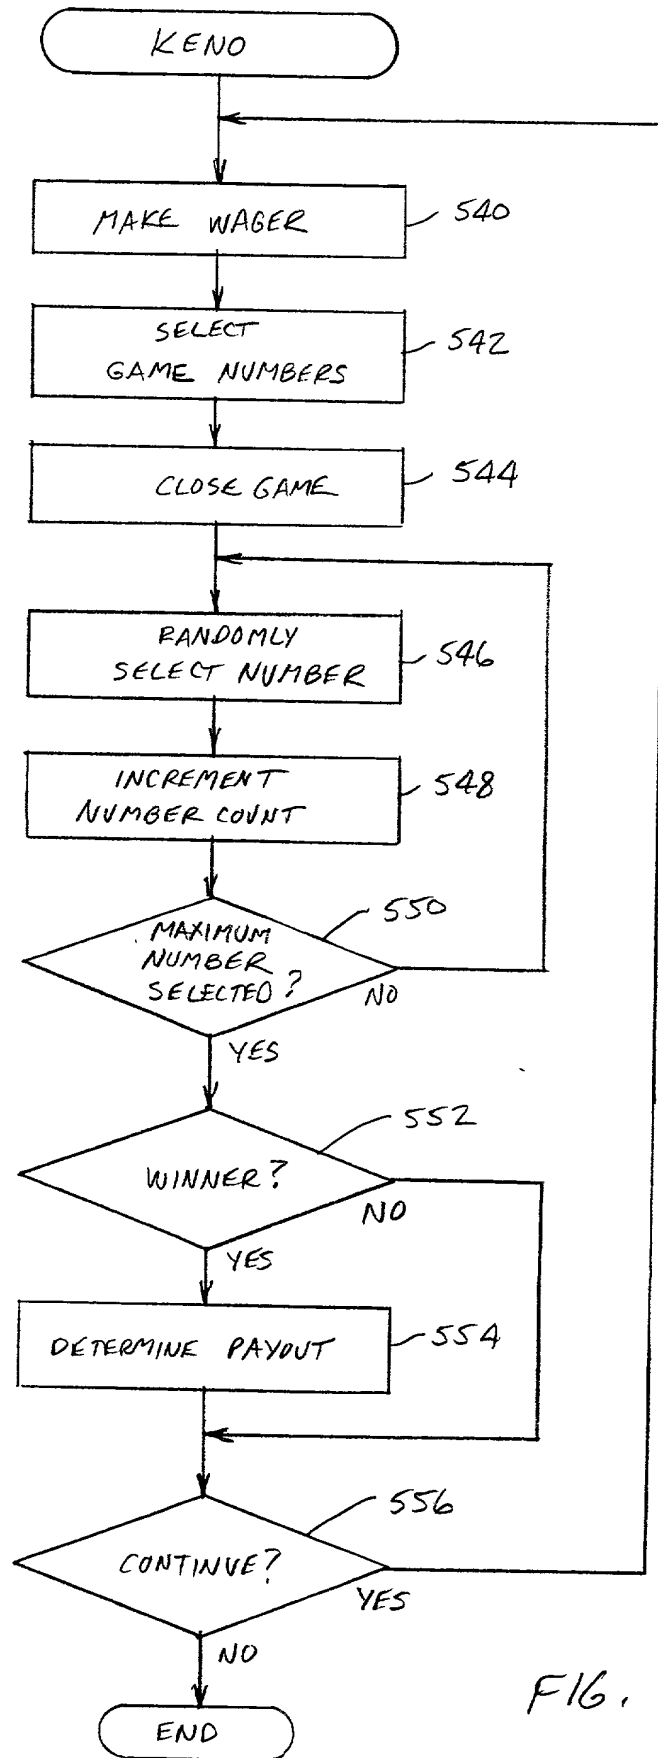 KENO
MAKE WAGER
540
SELECT
GAME NUMBERS
542
CLOSE GAME
544
RANDOMLY
SELECT NUMBER
546
INCREMENT
NUMBER COUNT
548
550
MAXIMUM
NUMBER
SELECTED?
NO
YES
552
WINNER?
NO
YES
DETERMINE PAYOUT
554
556
CONTINUE?
YES
NO
END
FIG.